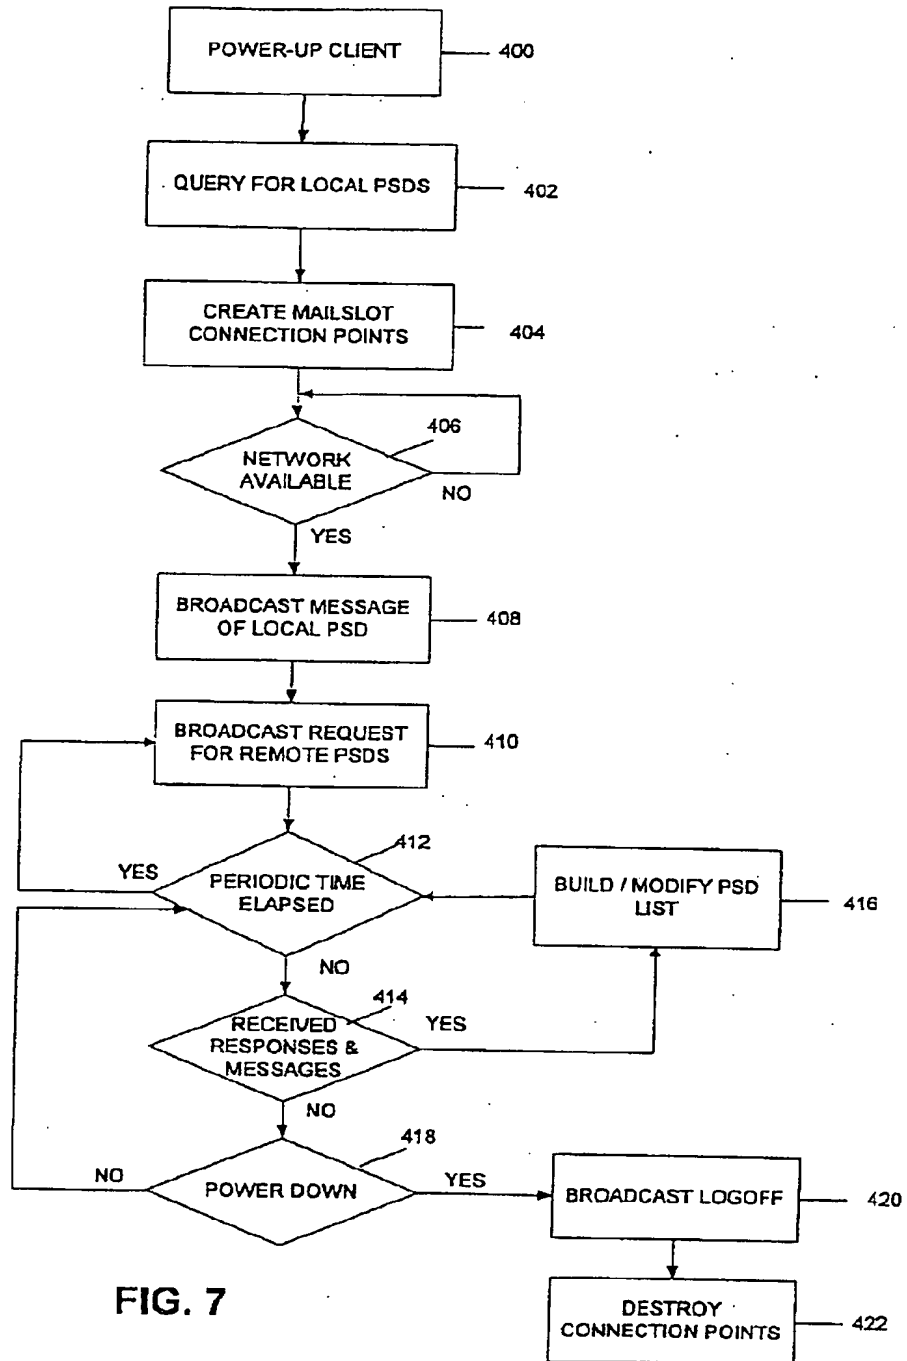 POWER-UP CLIENT
400
QUERY FOR LOCAL PSDS
402
CREATE MAILSLOT
CONNECTION POINTS
404
406
NETWORK
AVAILABLE
NO
YES
BROADCAST MESSAGE
OF LOCAL PSD
408
BROADCAST REQUEST
FOR REMOTE PSDS
410
412
YES
PERIODIC TIME
ELAPSED
BUILD / MODIFY PSD
LIST
416
NO
414
RECEIVED
RESPONSES &
MESSAGES
YES
NO
418
NO
POWER DOWN
YES
BROADCAST LOGOFF
420
DESTROY
CONNECTION POINTS
422
FIG. 7